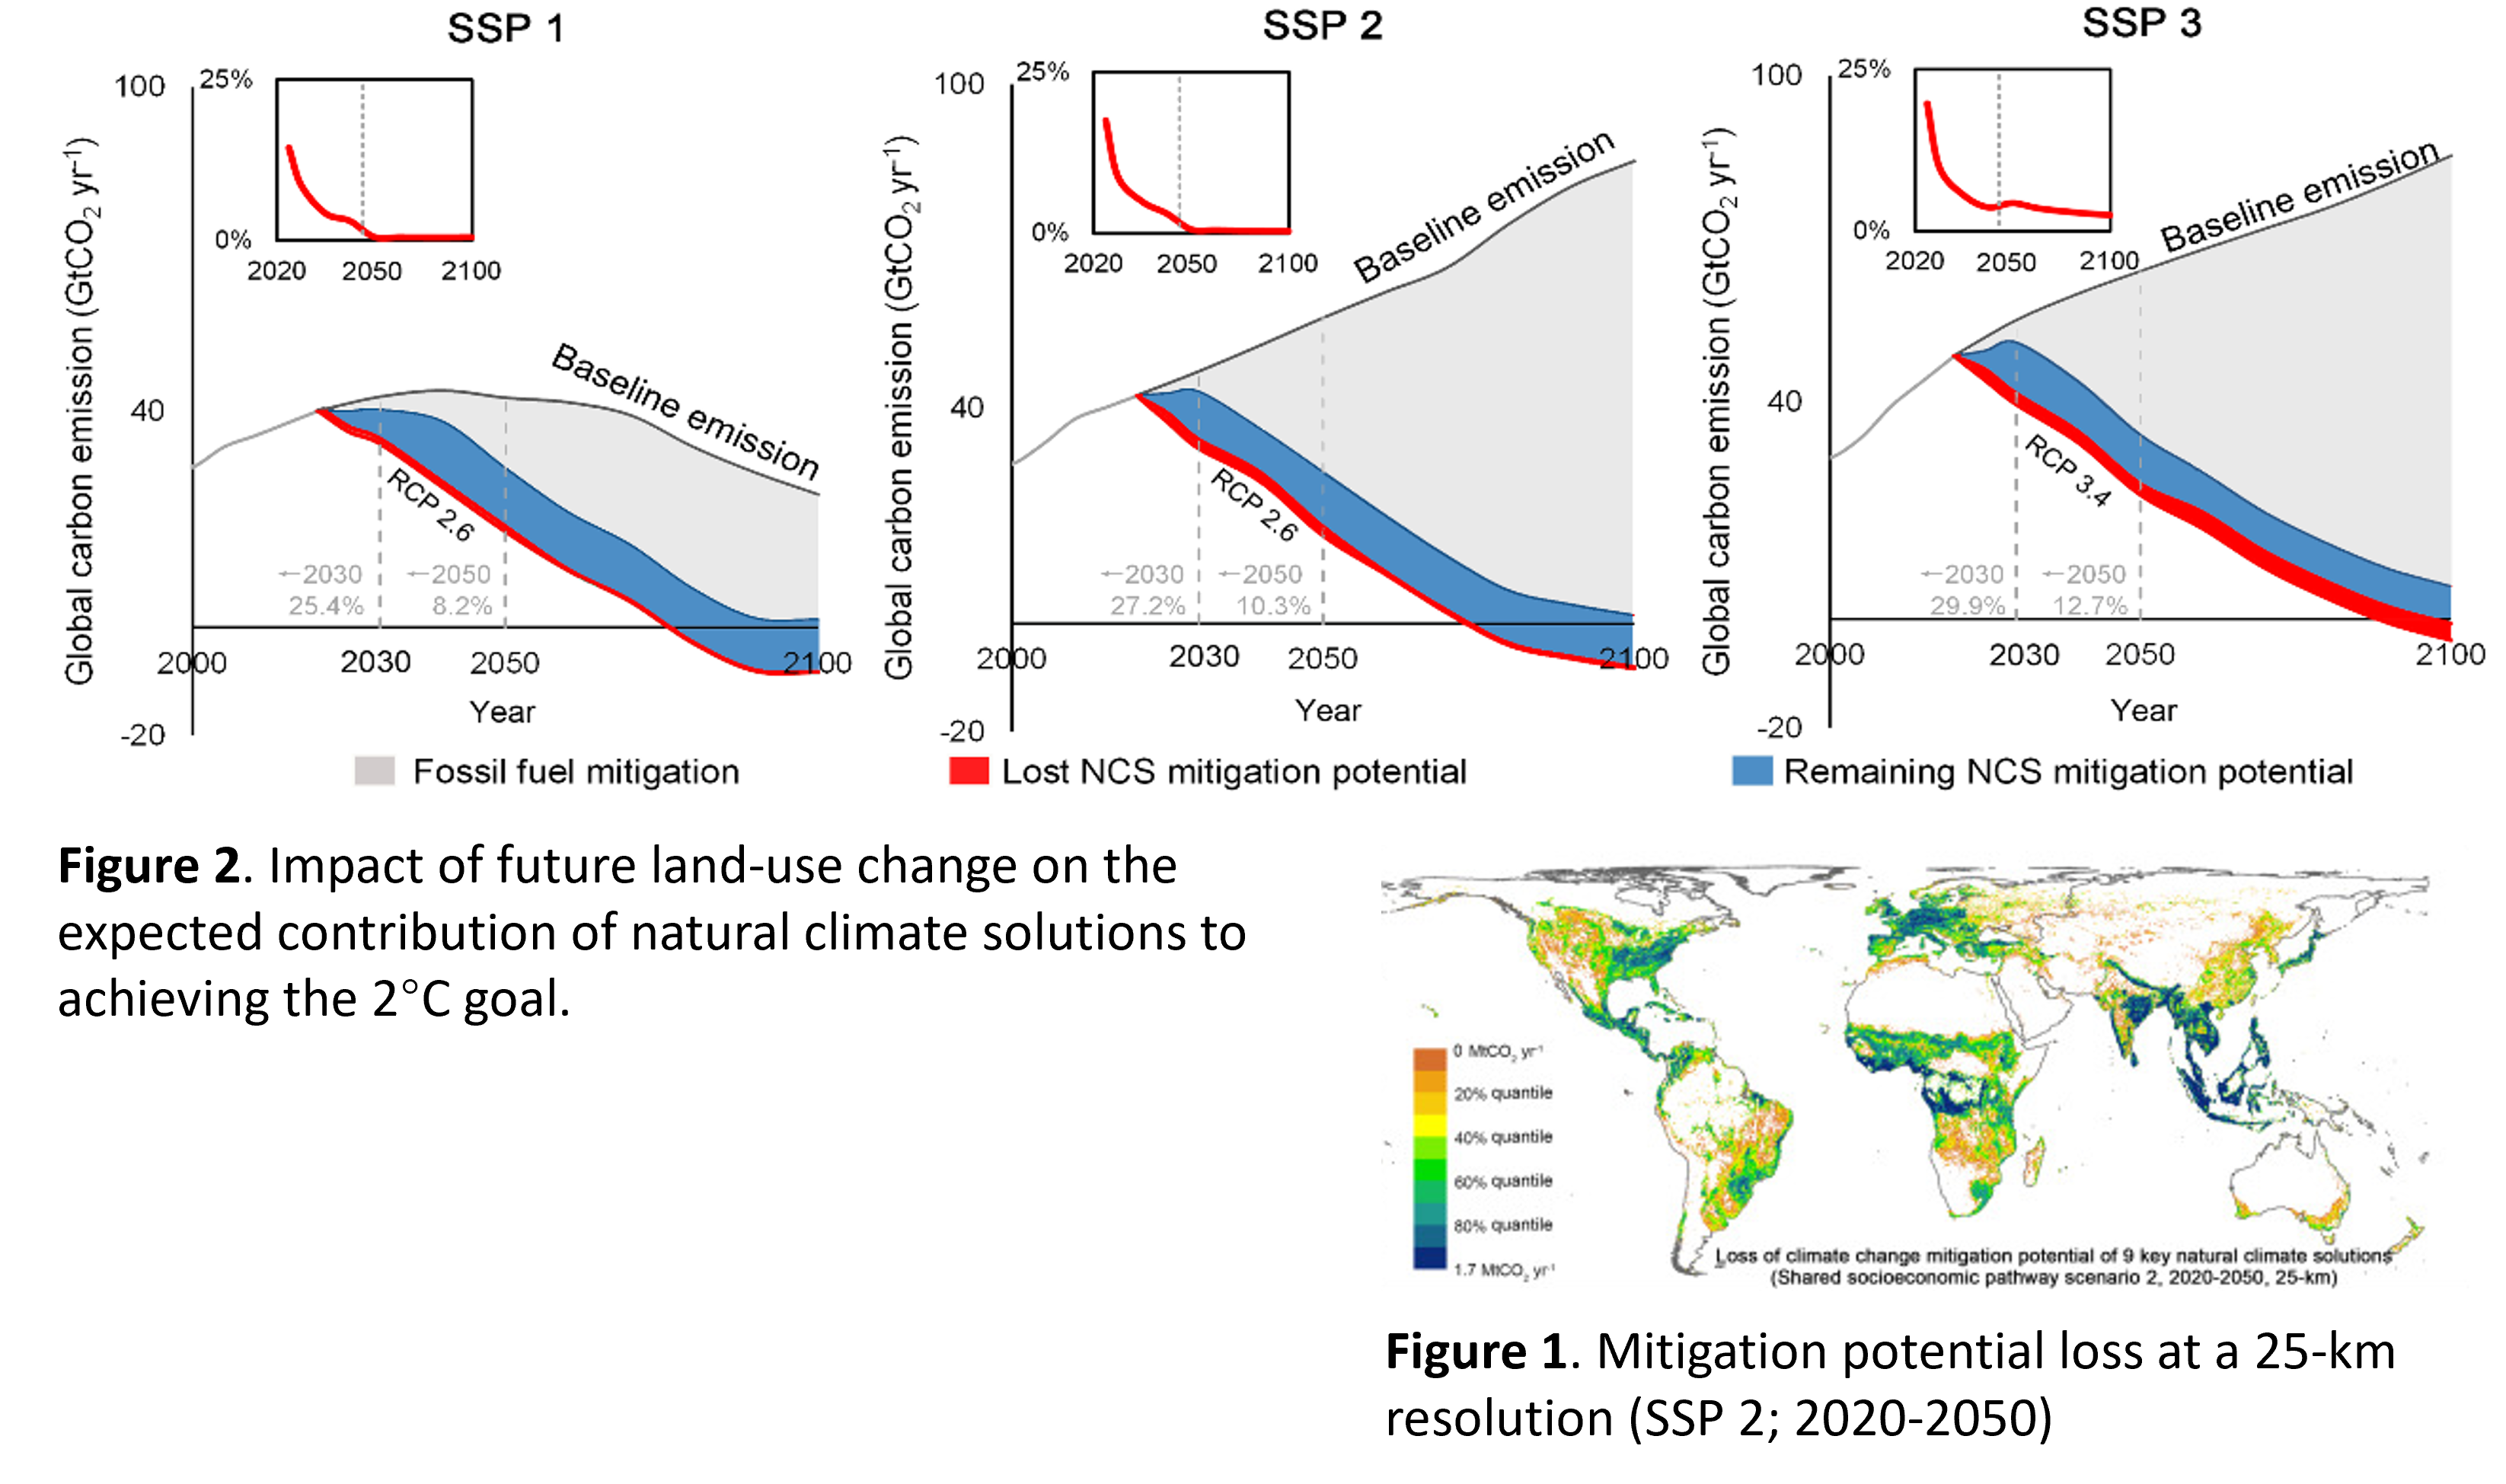 SSP 1
100
25%
0%
2020 2050 2100
Baseline emission
40
RCP 2.6
←2030
25.4%
←2050
8.2%
2000 2030 2050 2100
Year
-20
Global carbon emission (GtCO₂ yr⁻¹)
SSP 2
100
25%
0%
2020 2050 2100
Baseline emission
40
RCP 2.6
←2030
27.2%
←2050
10.3%
2000 2030 2050 2100
Year
-20
Global carbon emission (GtCO₂ yr⁻¹)
SSP 3
100
25%
0%
2020 2050 2100
Baseline emission
40
RCP 3.4
←2030
29.9%
←2050
12.7%
2000 2030 2050 2100
Year
-20
Global carbon emission (GtCO₂ yr⁻¹)
Fossil fuel mitigation
Lost NCS mitigation potential
Remaining NCS mitigation potential
Figure 2. Impact of future land-use change on the
expected contribution of natural climate solutions to
achieving the 2°C goal.
0 MtCO₂ yr⁻¹
20% quantile
40% quantile
60% quantile
80% quantile
1.7 MtCO₂ yr⁻¹
Loss of climate change mitigation potential of 9 key natural climate solutions
(Shared socioeconomic pathway scenario 2, 2020-2050, 25-km)
Figure 1. Mitigation potential loss at a 25-km
resolution (SSP 2; 2020-2050)